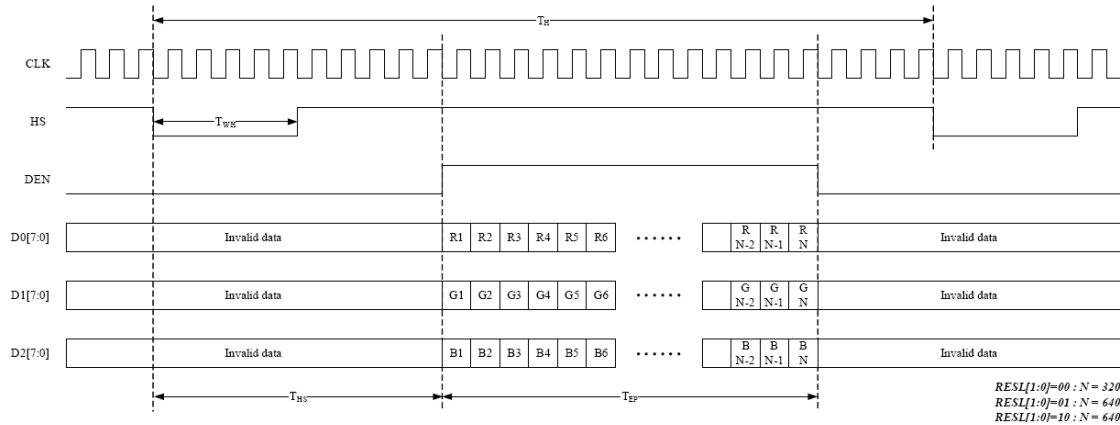 TH
CLK
HS
TWH
DEN
D0[7:0] Invalid data R1 R2 R3 R4 R5 R6 ...... R N-2 R N-1 R N Invalid data
D1[7:0] Invalid data G1 G2 G3 G4 G5 G6 ...... G N-2 G N-1 G N Invalid data
D2[7:0] Invalid data B1 B2 B3 B4 B5 B6 ...... B N-2 B N-1 B N Invalid data
THS TEP
RESL[1:0]=00 : N = 320
RESL[1:0]=01 : N = 640
RESL[1:0]=10 : N = 640